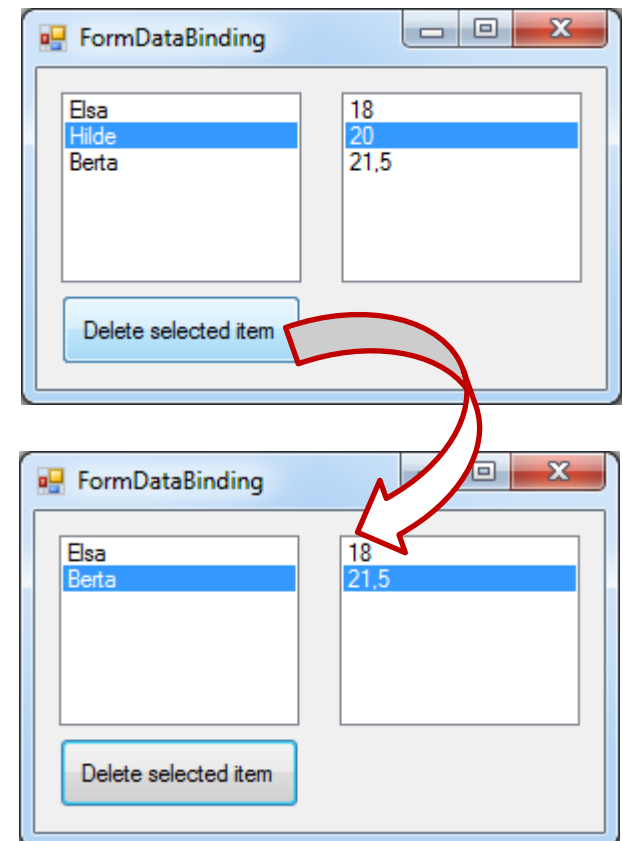 FormDataBinding
Elsa
Hilde
Berta
18
20
21,5
Delete selected item
FormDataBinding
Elsa
Berta
18
21,5
Delete selected item